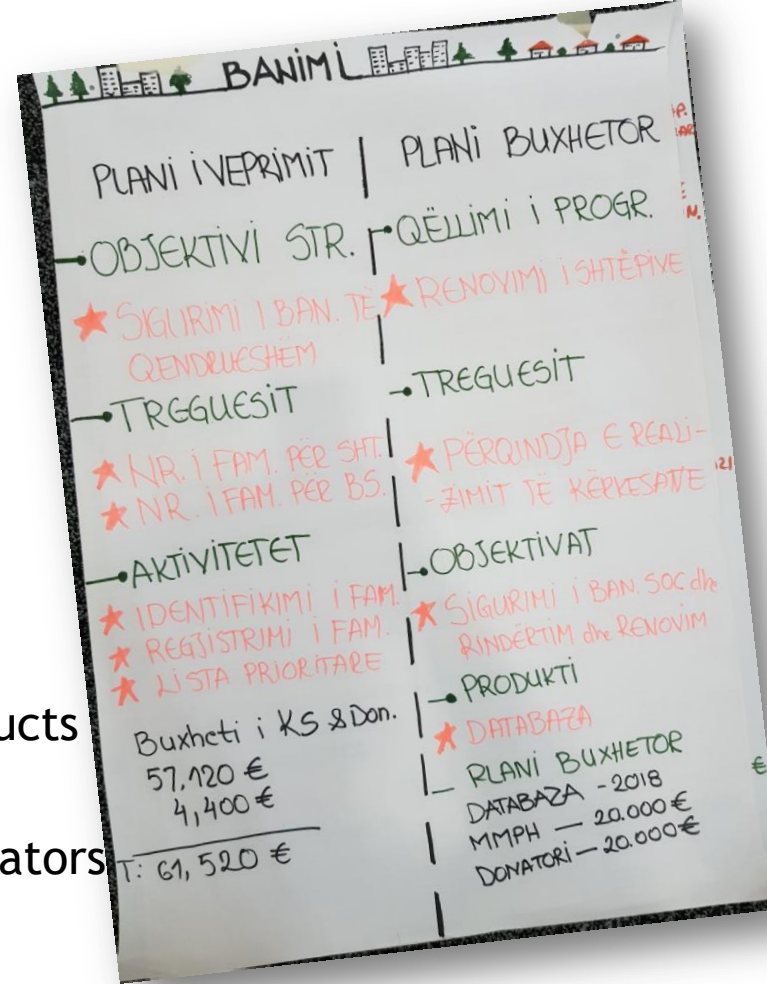 BANIMI
PLANI I VEPRIMIT
OBJEKTIVI STR.
SIGURIMI I BAN. TË
QENDRUESHEM
TREGUESIT
NR. I FAM. PËR SHT.
NR. I FAM. PËR BS.
AKTIVITETET
IDENTIFIKIMI I FAM.
REGJISTRIMI I FAM.
LISTA PRIORITARE
Buxheti i KS & Don.
57,120 €
4,400 €
T: 61,520 €
PLANI BUXHETOR
QËLLIMI I PROGR.
RENOVIMI I SHTËPIVE
TREGUESIT
PËRQINDJA E REALI-
-ZIMIT TË KËRKESAVE
OBJEKTIVAT
SIGURIMI I BAN. SOC dhe
RINDËRTIM dhe RENOVIM
PRODUKTI
DATABAZA
PLANI BUXHETOR
DATABAZA - 2018
MMPH — 20.000 €
DONATORI — 20.000€
€
ucts
ators